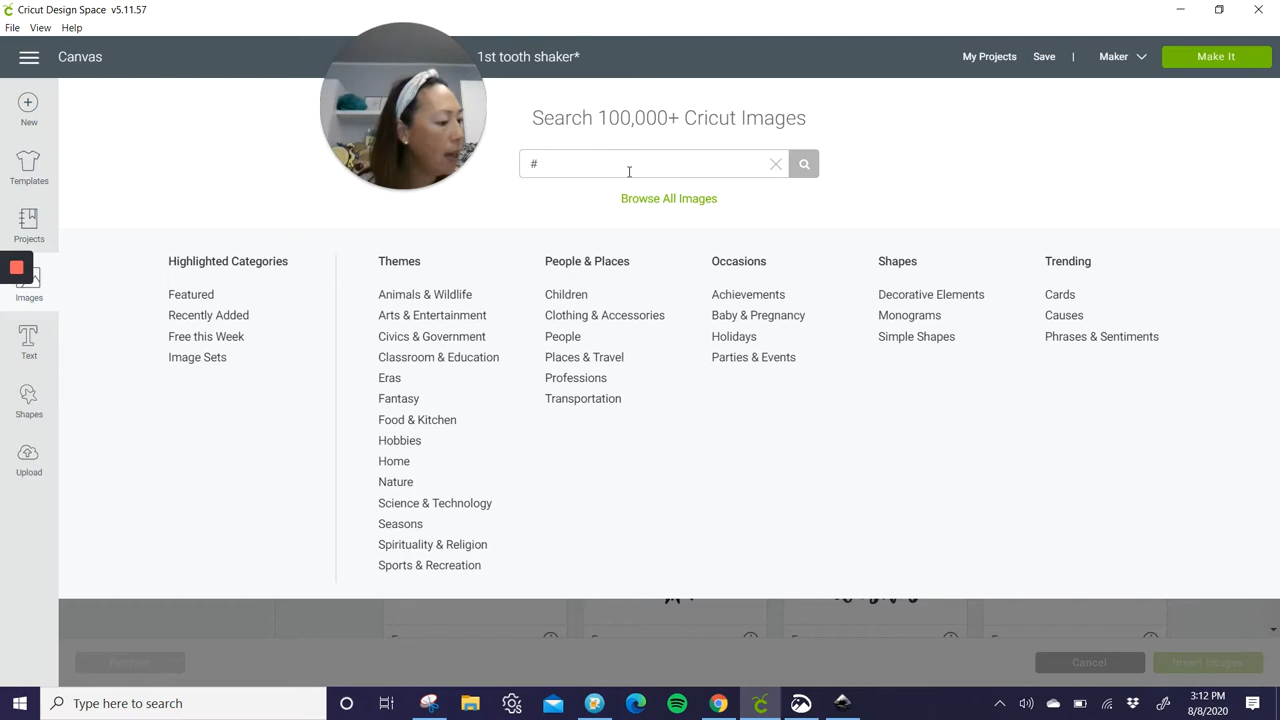 Cricut Design Space v5.11.57
File View Help
Canvas
1st tooth shaker*
My Projects Save | Maker Make It
New
Templates
Projects
Images
Text
Shapes
Upload
Search 100,000+ Cricut Images
#
Browse All Images
Highlighted Categories
Featured
Recently Added
Free this Week
Image Sets
Themes
Animals & Wildlife
Arts & Entertainment
Civics & Government
Classroom & Education
Eras
Fantasy
Food & Kitchen
Hobbies
Home
Nature
Science & Technology
Seasons
Spirituality & Religion
Sports & Recreation
People & Places
Children
Clothing & Accessories
People
Places & Travel
Professions
Transportation
Occasions
Achievements
Baby & Pregnancy
Holidays
Parties & Events
Shapes
Decorative Elements
Monograms
Simple Shapes
Trending
Cards
Causes
Phrases & Sentiments
Cancel
Insert Images
Type here to search
3:12 PM
8/8/2020